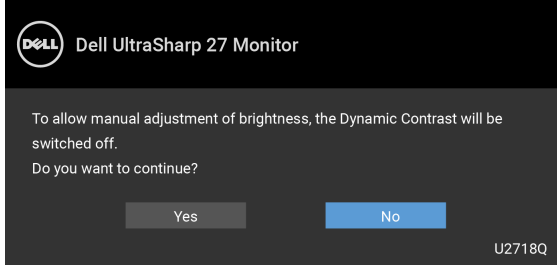 DELL
Dell UltraSharp 27 Monitor
To allow manual adjustment of brightness, the Dynamic Contrast will be
switched off.
Do you want to continue?
Yes
No
U2718Q